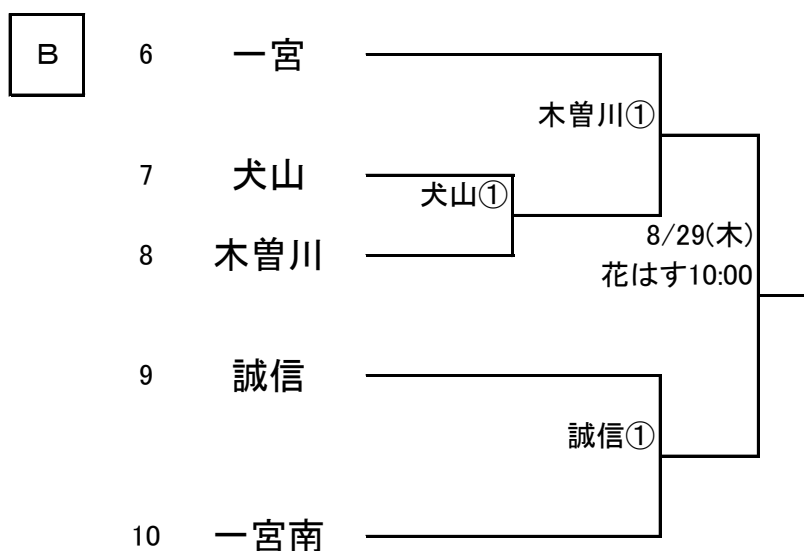 B
6 一宮
木曽川①
7 犬山
犬山①
8 木曽川
8/29(木)
花はす10:00
9 誠信
誠信①
10 一宮南